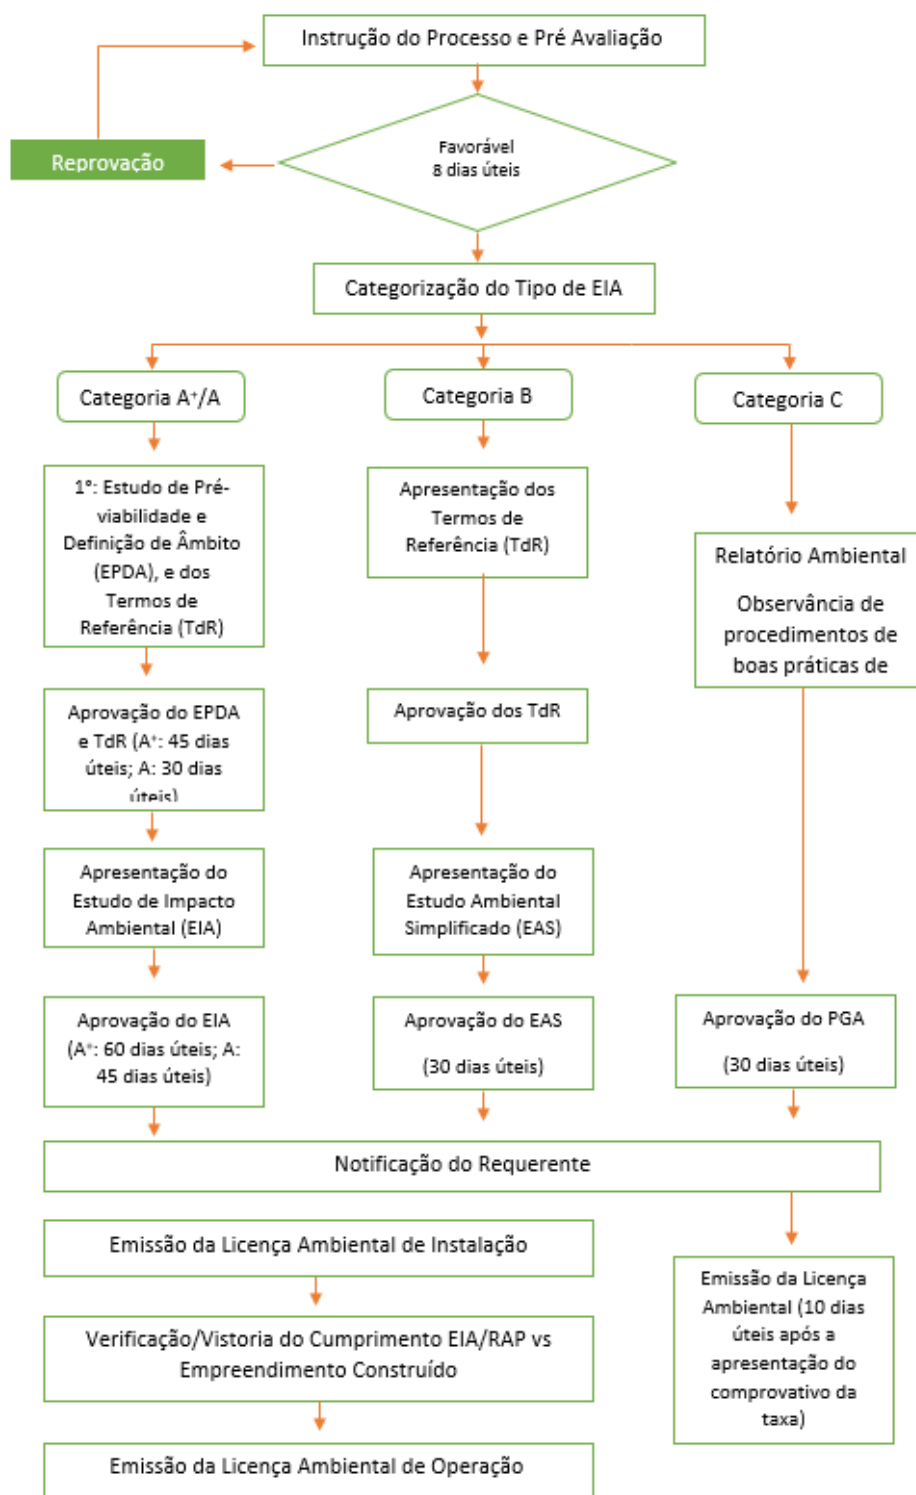 Instrução do Processo e Pré Avaliação
Favorável
8 dias úteis
Reprovação
Categorização do Tipo de EIA
Categoria A⁺/A
Categoria B
Categoria C
1°: Estudo de Pré-
viabilidade e
Definição de Âmbito
(EPDA), e dos
Termos de
Referência (TdR)
Apresentação dos
Termos de
Referência (TdR)
Relatório Ambiental
Observância de
procedimentos de
boas práticas de
Aprovação do EPDA
e TdR (A⁺: 45 dias
úteis; A: 30 dias
úteis)
Aprovação dos TdR
Apresentação do
Estudo de Impacto
Ambiental (EIA)
Apresentação do
Estudo Ambiental
Simplificado (EAS)
Aprovação do EIA
(A⁺: 60 dias úteis; A:
45 dias úteis)
Aprovação do EAS
(30 dias úteis)
Aprovação do PGA
(30 dias úteis)
Notificação do Requerente
Emissão da Licença Ambiental de Instalação
Verificação/Vistoria do Cumprimento EIA/RAP vs
Empreendimento Construído
Emissão da Licença Ambiental de Operação
Emissão da Licença
Ambiental (10 dias
úteis após a
apresentação do
comprovativo da
taxa)